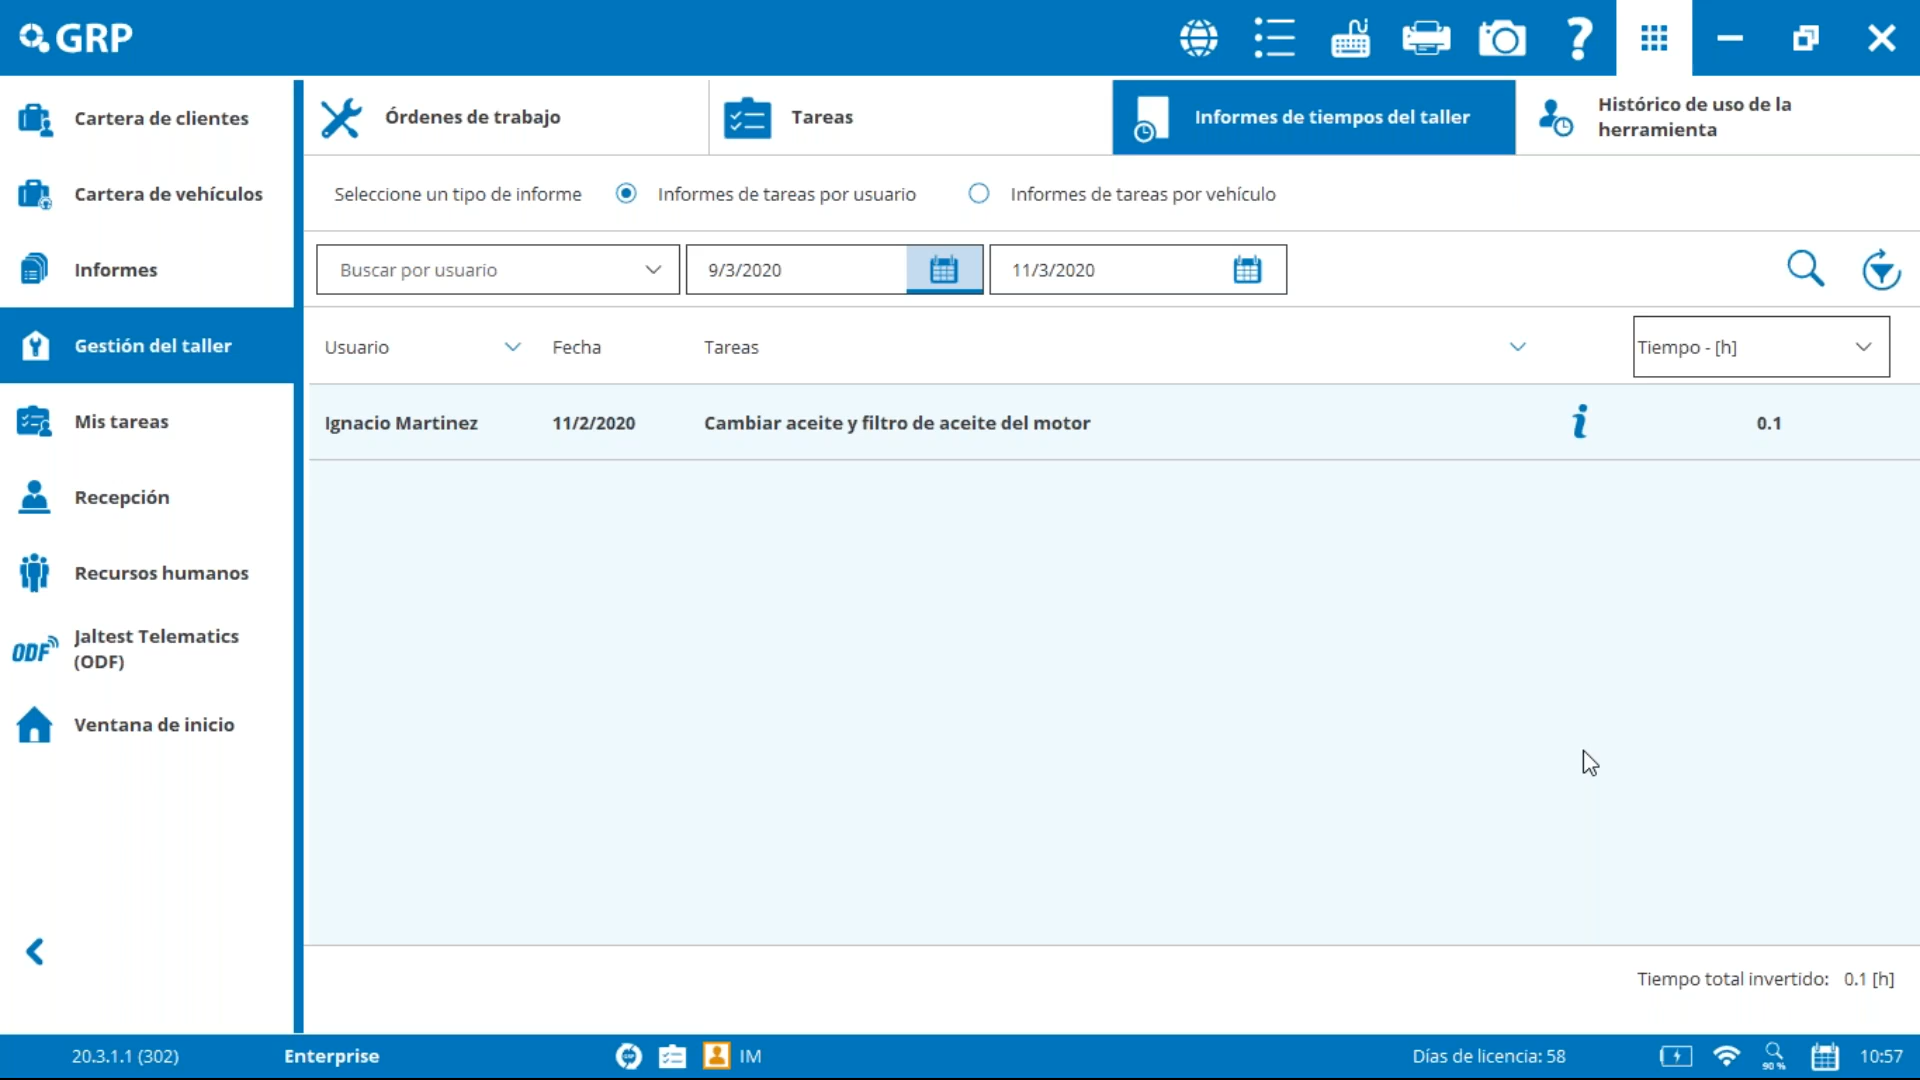 GRP
Cartera de clientes
Cartera de vehículos
Informes
Gestión del taller
Mis tareas
Recepción
Recursos humanos
ODF
Jaltest Telematics
(ODF)
Ventana de inicio
Órdenes de trabajo
Tareas
Informes de tiempos del taller
Histórico de uso de la
herramienta
Seleccione un tipo de informe
Informes de tareas por usuario
Informes de tareas por vehículo
Buscar por usuario
9/3/2020
11/3/2020
Usuario
Fecha
Tareas
Tiempo - [h]
Ignacio Martinez
11/2/2020
Cambiar aceite y filtro de aceite del motor
0.1
Tiempo total invertido: 0.1 [h]
20.3.1.1 (302)
Enterprise
GRP
IM
Días de licencia: 58
90 %
10:57